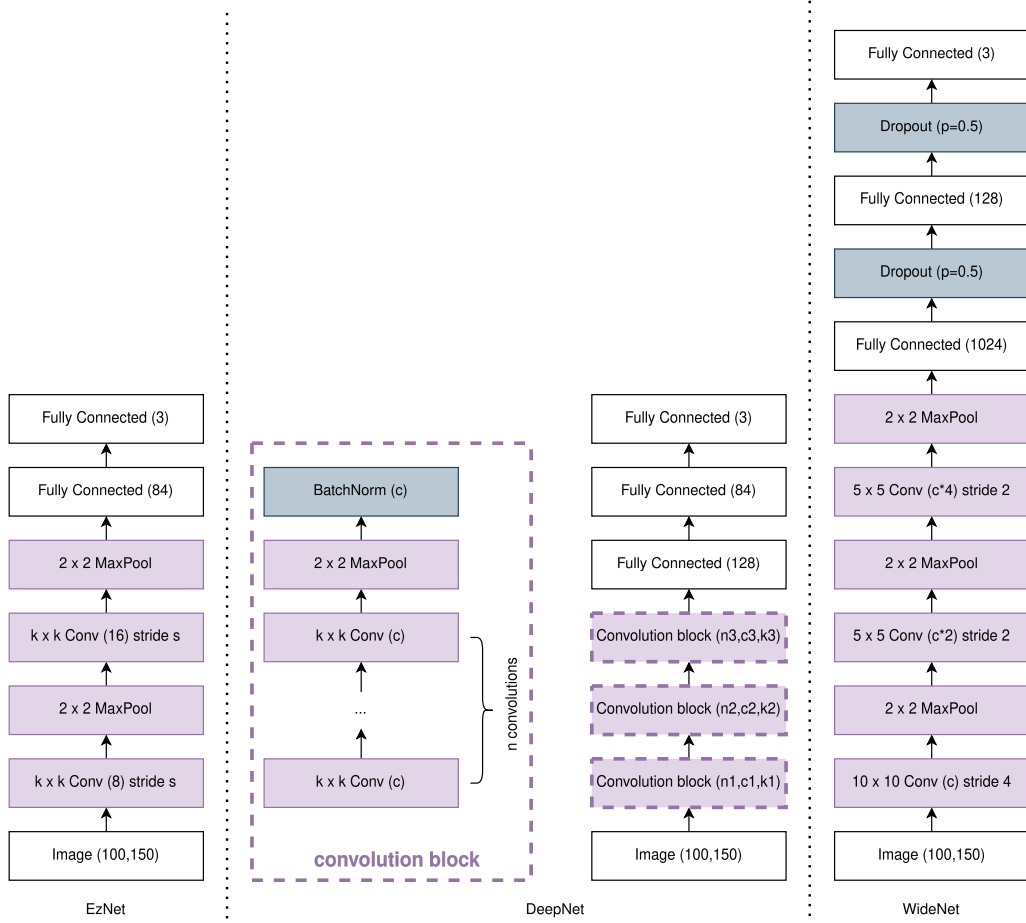 Fully Connected (3)
Fully Connected (84)
2 x 2 MaxPool
k x k Conv (16) stride s
2 x 2 MaxPool
k x k Conv (8) stride s
Image (100,150)
EzNet
BatchNorm (c)
2 x 2 MaxPool
k x k Conv (c)
...
k x k Conv (c)
n convolutions
convolution block
Fully Connected (3)
Fully Connected (84)
Fully Connected (128)
Convolution block (n3,c3,k3)
Convolution block (n2,c2,k2)
Convolution block (n1,c1,k1)
Image (100,150)
DeepNet
Fully Connected (3)
Dropout (p=0.5)
Fully Connected (128)
Dropout (p=0.5)
Fully Connected (1024)
2 x 2 MaxPool
5 x 5 Conv (c*4) stride 2
2 x 2 MaxPool
5 x 5 Conv (c*2) stride 2
2 x 2 MaxPool
10 x 10 Conv (c) stride 4
Image (100,150)
WideNet